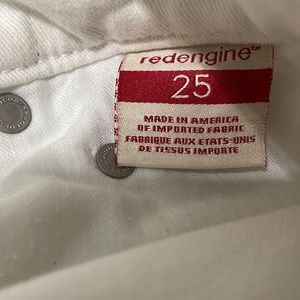 redengine™
25
MADE IN AMERICA
OF IMPORTED FABRIC
FABRIQUE AUX ETATS-UNIS
DE TISSUS IMPORTE